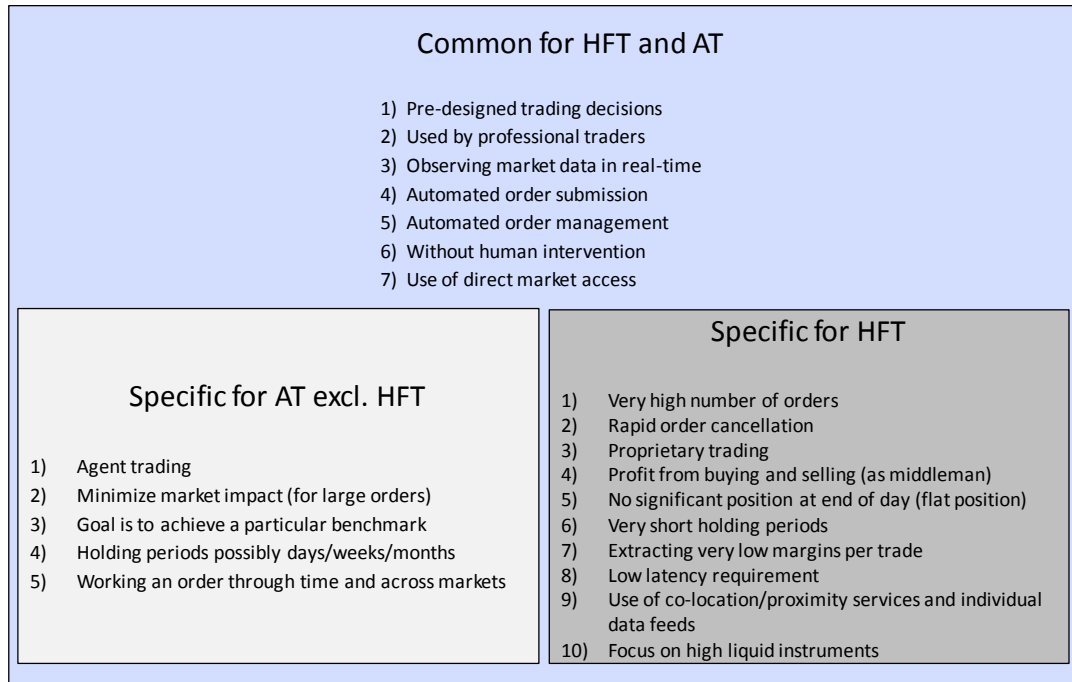 Common for HFT and AT
1) Pre-designed trading decisions
2) Used by professional traders
3) Observing market data in real-time
4) Automated order submission
5) Automated order management
6) Without human intervention
7) Use of direct market access
Specific for AT excl. HFT
1) Agent trading
2) Minimize market impact (for large orders)
3) Goal is to achieve a particular benchmark
4) Holding periods possibly days/weeks/months
5) Working an order through time and across markets
Specific for HFT
1) Very high number of orders
2) Rapid order cancellation
3) Proprietary trading
4) Profit from buying and selling (as middleman)
5) No significant position at end of day (flat position)
6) Very short holding periods
7) Extracting very low margins per trade
8) Low latency requirement
9) Use of co-location/proximity services and individual
data feeds
10) Focus on high liquid instruments